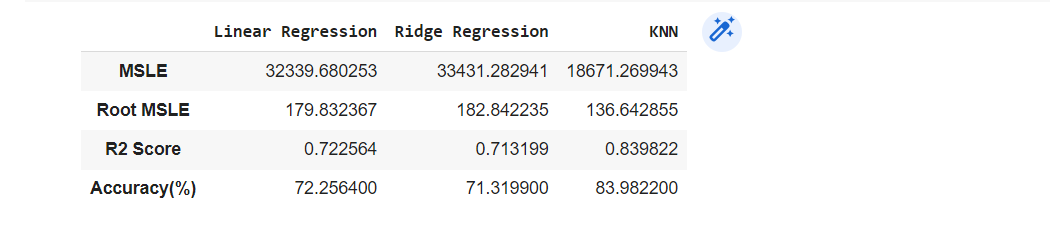 Linear Regression Ridge Regression KNN
MSLE 32339.680253 33431.282941 18671.269943
Root MSLE 179.832367 182.842235 136.642855
R2 Score 0.722564 0.713199 0.839822
Accuracy(%) 72.256400 71.319900 83.982200